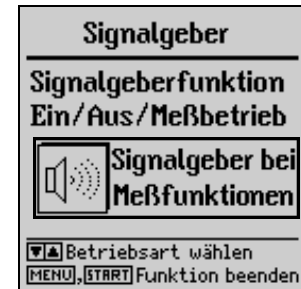 Signalgeber
Signalgeberfunktion
Ein/Aus/Meßbetrieb
Signalgeber bei
Meßfunktionen
▼▲ Betriebsart wählen
MENU, START Funktion beenden